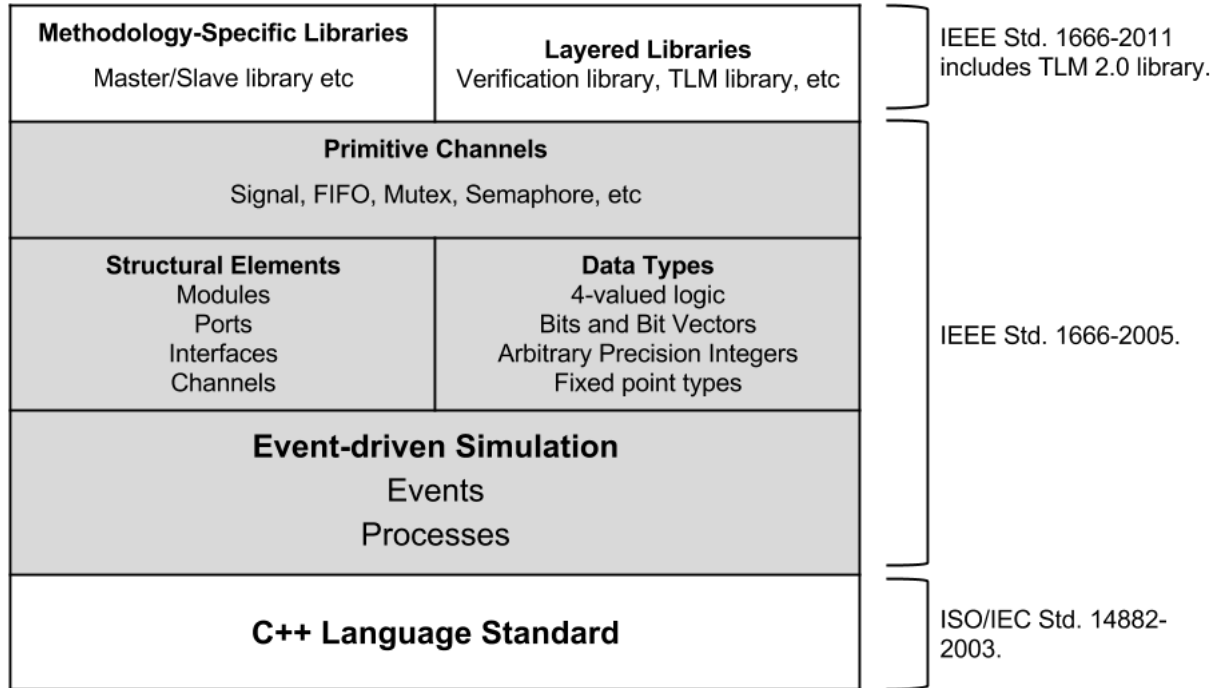 Methodology-Specific Libraries
Master/Slave library etc
Layered Libraries
Verification library, TLM library, etc
IEEE Std. 1666-2011
includes TLM 2.0 library.
Primitive Channels
Signal, FIFO, Mutex, Semaphore, etc
Structural Elements
Modules
Ports
Interfaces
Channels
Data Types
4-valued logic
Bits and Bit Vectors
Arbitrary Precision Integers
Fixed point types
IEEE Std. 1666-2005.
Event-driven Simulation
Events
Processes
C++ Language Standard
ISO/IEC Std. 14882-
2003.